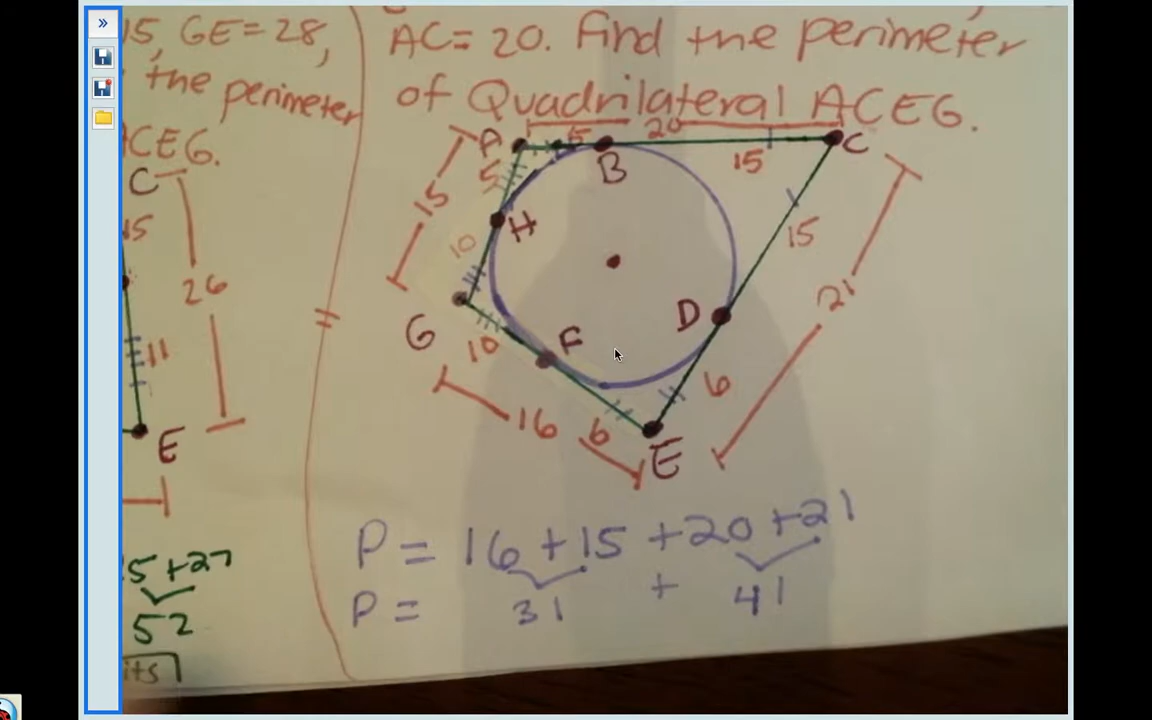 15, GE = 28,
the perimeter
ACEG.
C
15
26
11
E
5 + 27
52
its
AC = 20. Find the perimeter
of Quadrilateral ACEG.
A
5
20
B
15
C
5
15
H
15
10
21
G
D
F
10
6
16
6
E
P = 16 + 15 + 20 + 21
P = 31 + 41